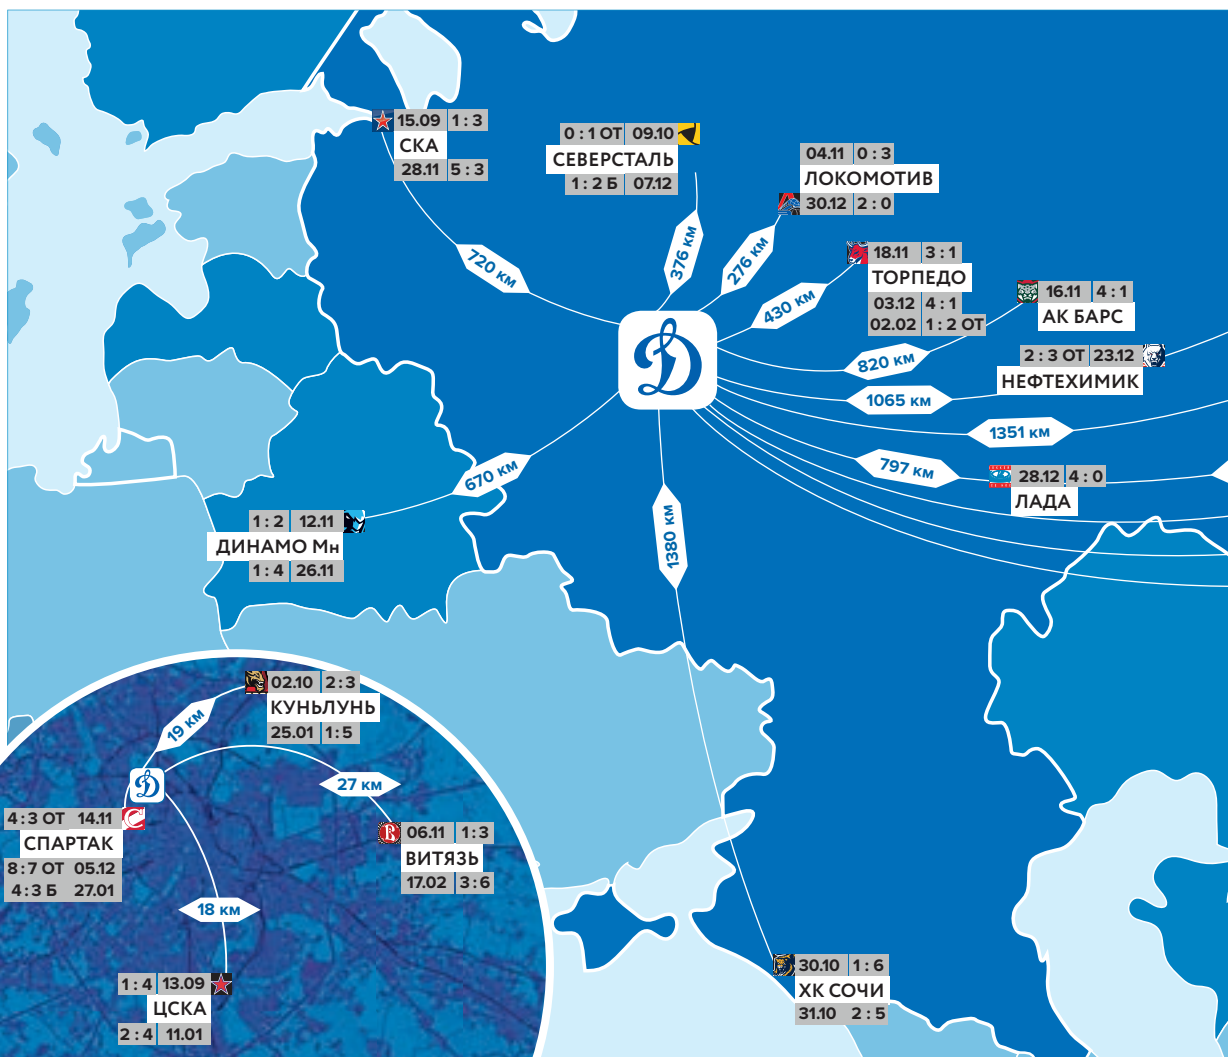 15.09 1 : 3
СКА
28.11 5 : 3
0 : 1 ОТ 09.10
СЕВЕРСТАЛЬ
1 : 2 Б 07.12
04.11 0 : 3
ЛОКОМОТИВ
30.12 2 : 0
18.11 3 : 1
ТОРПЕДО
03.12 4 : 1
02.02 1 : 2 ОТ
16.11 4 : 1
АК БАРС
2 : 3 ОТ 23.12
НЕФТЕХИМИК
720 км
376 км
276 км
430 км
820 км
1065 км
1351 км
797 км
28.12 4 : 0
ЛАДА
670 км
1380 км
1 : 2 12.11
ДИНАМО Мн
1 : 4 26.11
02.10 2 : 3
КУНЬЛУНЬ
25.01 1 : 5
19 км
27 км
4 : 3 ОТ 14.11
СПАРТАК
8 : 7 ОТ 05.12
4 : 3 Б 27.01
06.11 1 : 3
ВИТЯЗЬ
17.02 3 : 6
18 км
1 : 4 13.09
ЦСКА
2 : 4 11.01
30.10 1 : 6
ХК СОЧИ
31.10 2 : 5